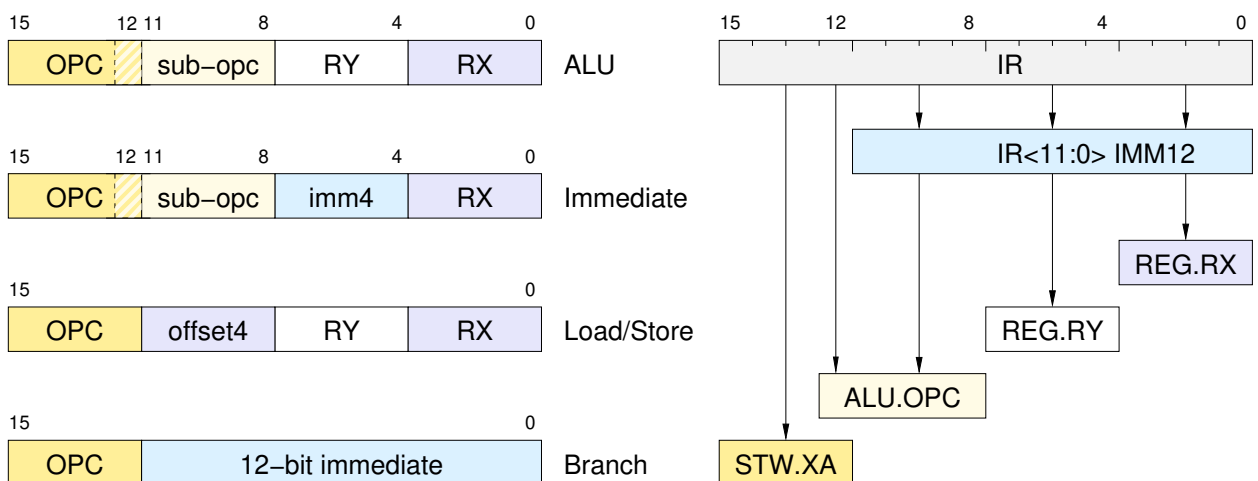 15 12 11 8 4 0
OPC sub-opc RY RX ALU
15 12 11 8 4 0
OPC sub-opc imm4 RX Immediate
15 0
OPC offset4 RY RX Load/Store
15 0
OPC 12-bit immediate Branch
15 12 8 4 0
IR
IR<11:0> IMM12
REG.RX
REG.RY
ALU.OPC
STW.XA